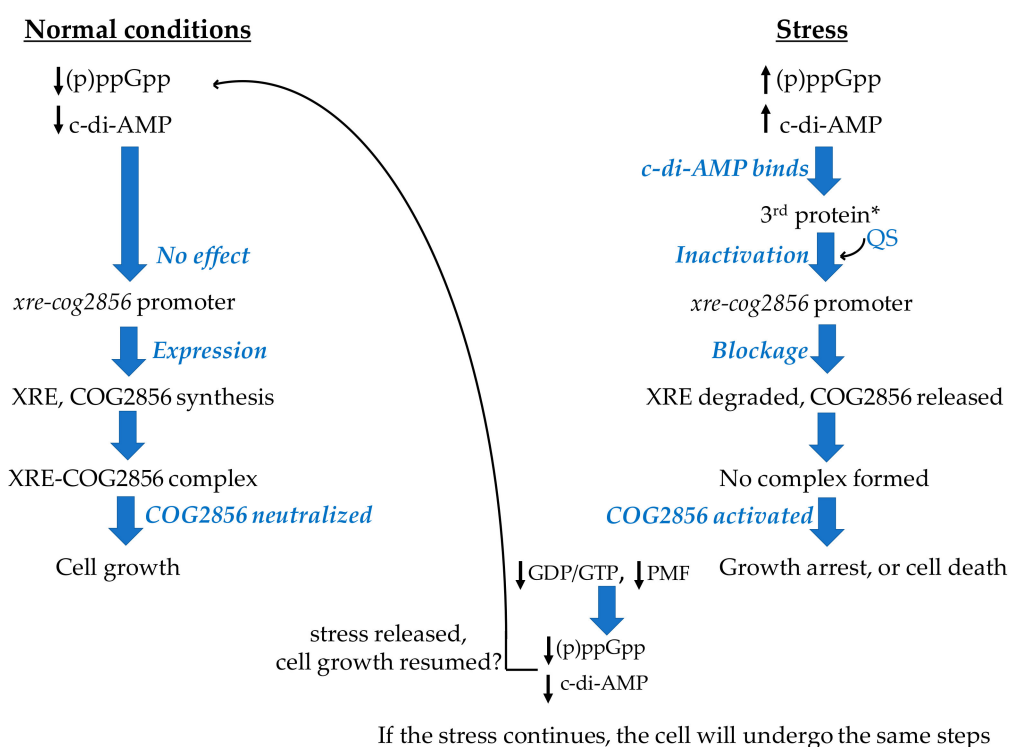 Normal conditions
(p)ppGpp
c-di-AMP
No effect
xre-cog2856 promoter
Expression
XRE, COG2856 synthesis
XRE-COG2856 complex
COG2856 neutralized
Cell growth
Stress
(p)ppGpp
c-di-AMP
c-di-AMP binds
3rd protein*
QS
Inactivation
xre-cog2856 promoter
Blockage
XRE degraded, COG2856 released
No complex formed
COG2856 activated
Growth arrest, or cell death
GDP/GTP, PMF
(p)ppGpp
c-di-AMP
stress released,
cell growth resumed?
If the stress continues, the cell will undergo the same steps